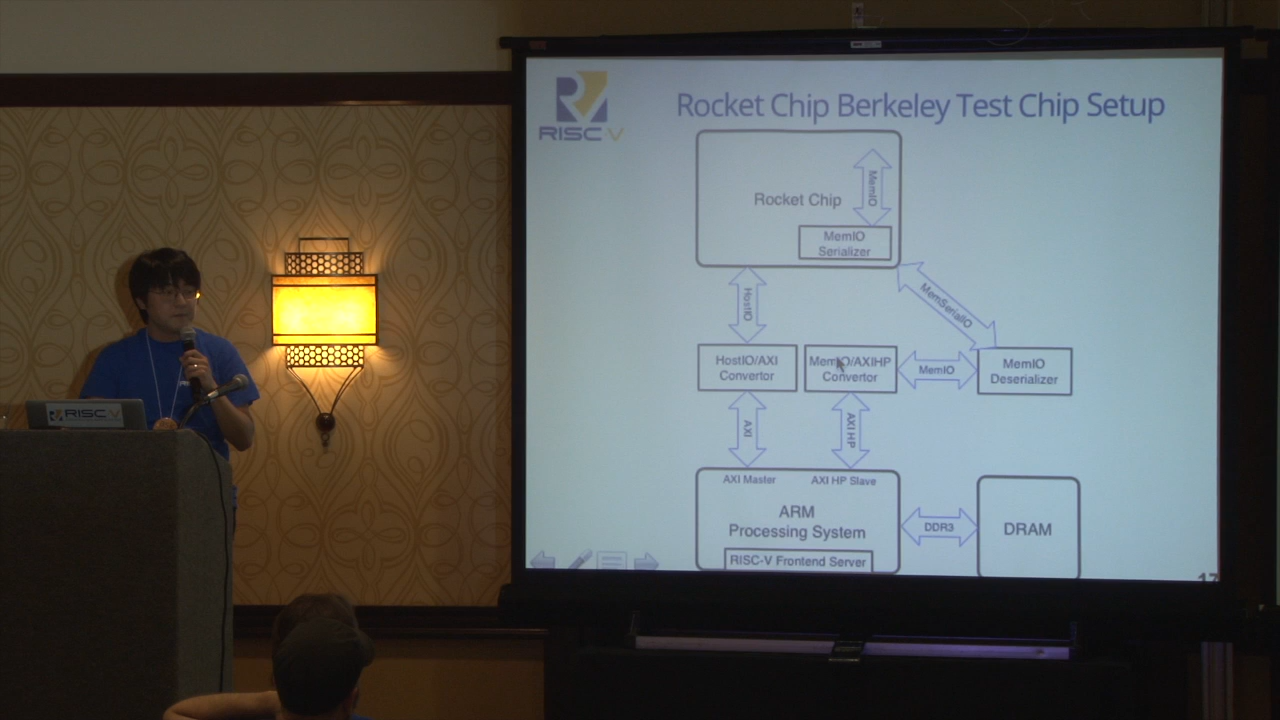 RISC-V
Rocket Chip Berkeley Test Chip Setup
MemIO
Rocket Chip
MemIO
Serializer
HostIO
MemSerialIO
HostIO/AXI
Convertor
MemIO/AXIHP
Convertor
MemIO
MemIO
Deserializer
AXI
AXI HP
AXI Master
AXI HP Slave
ARM
Processing System
DDR3
DRAM
RISC-V Frontend Server
17
RISC-V